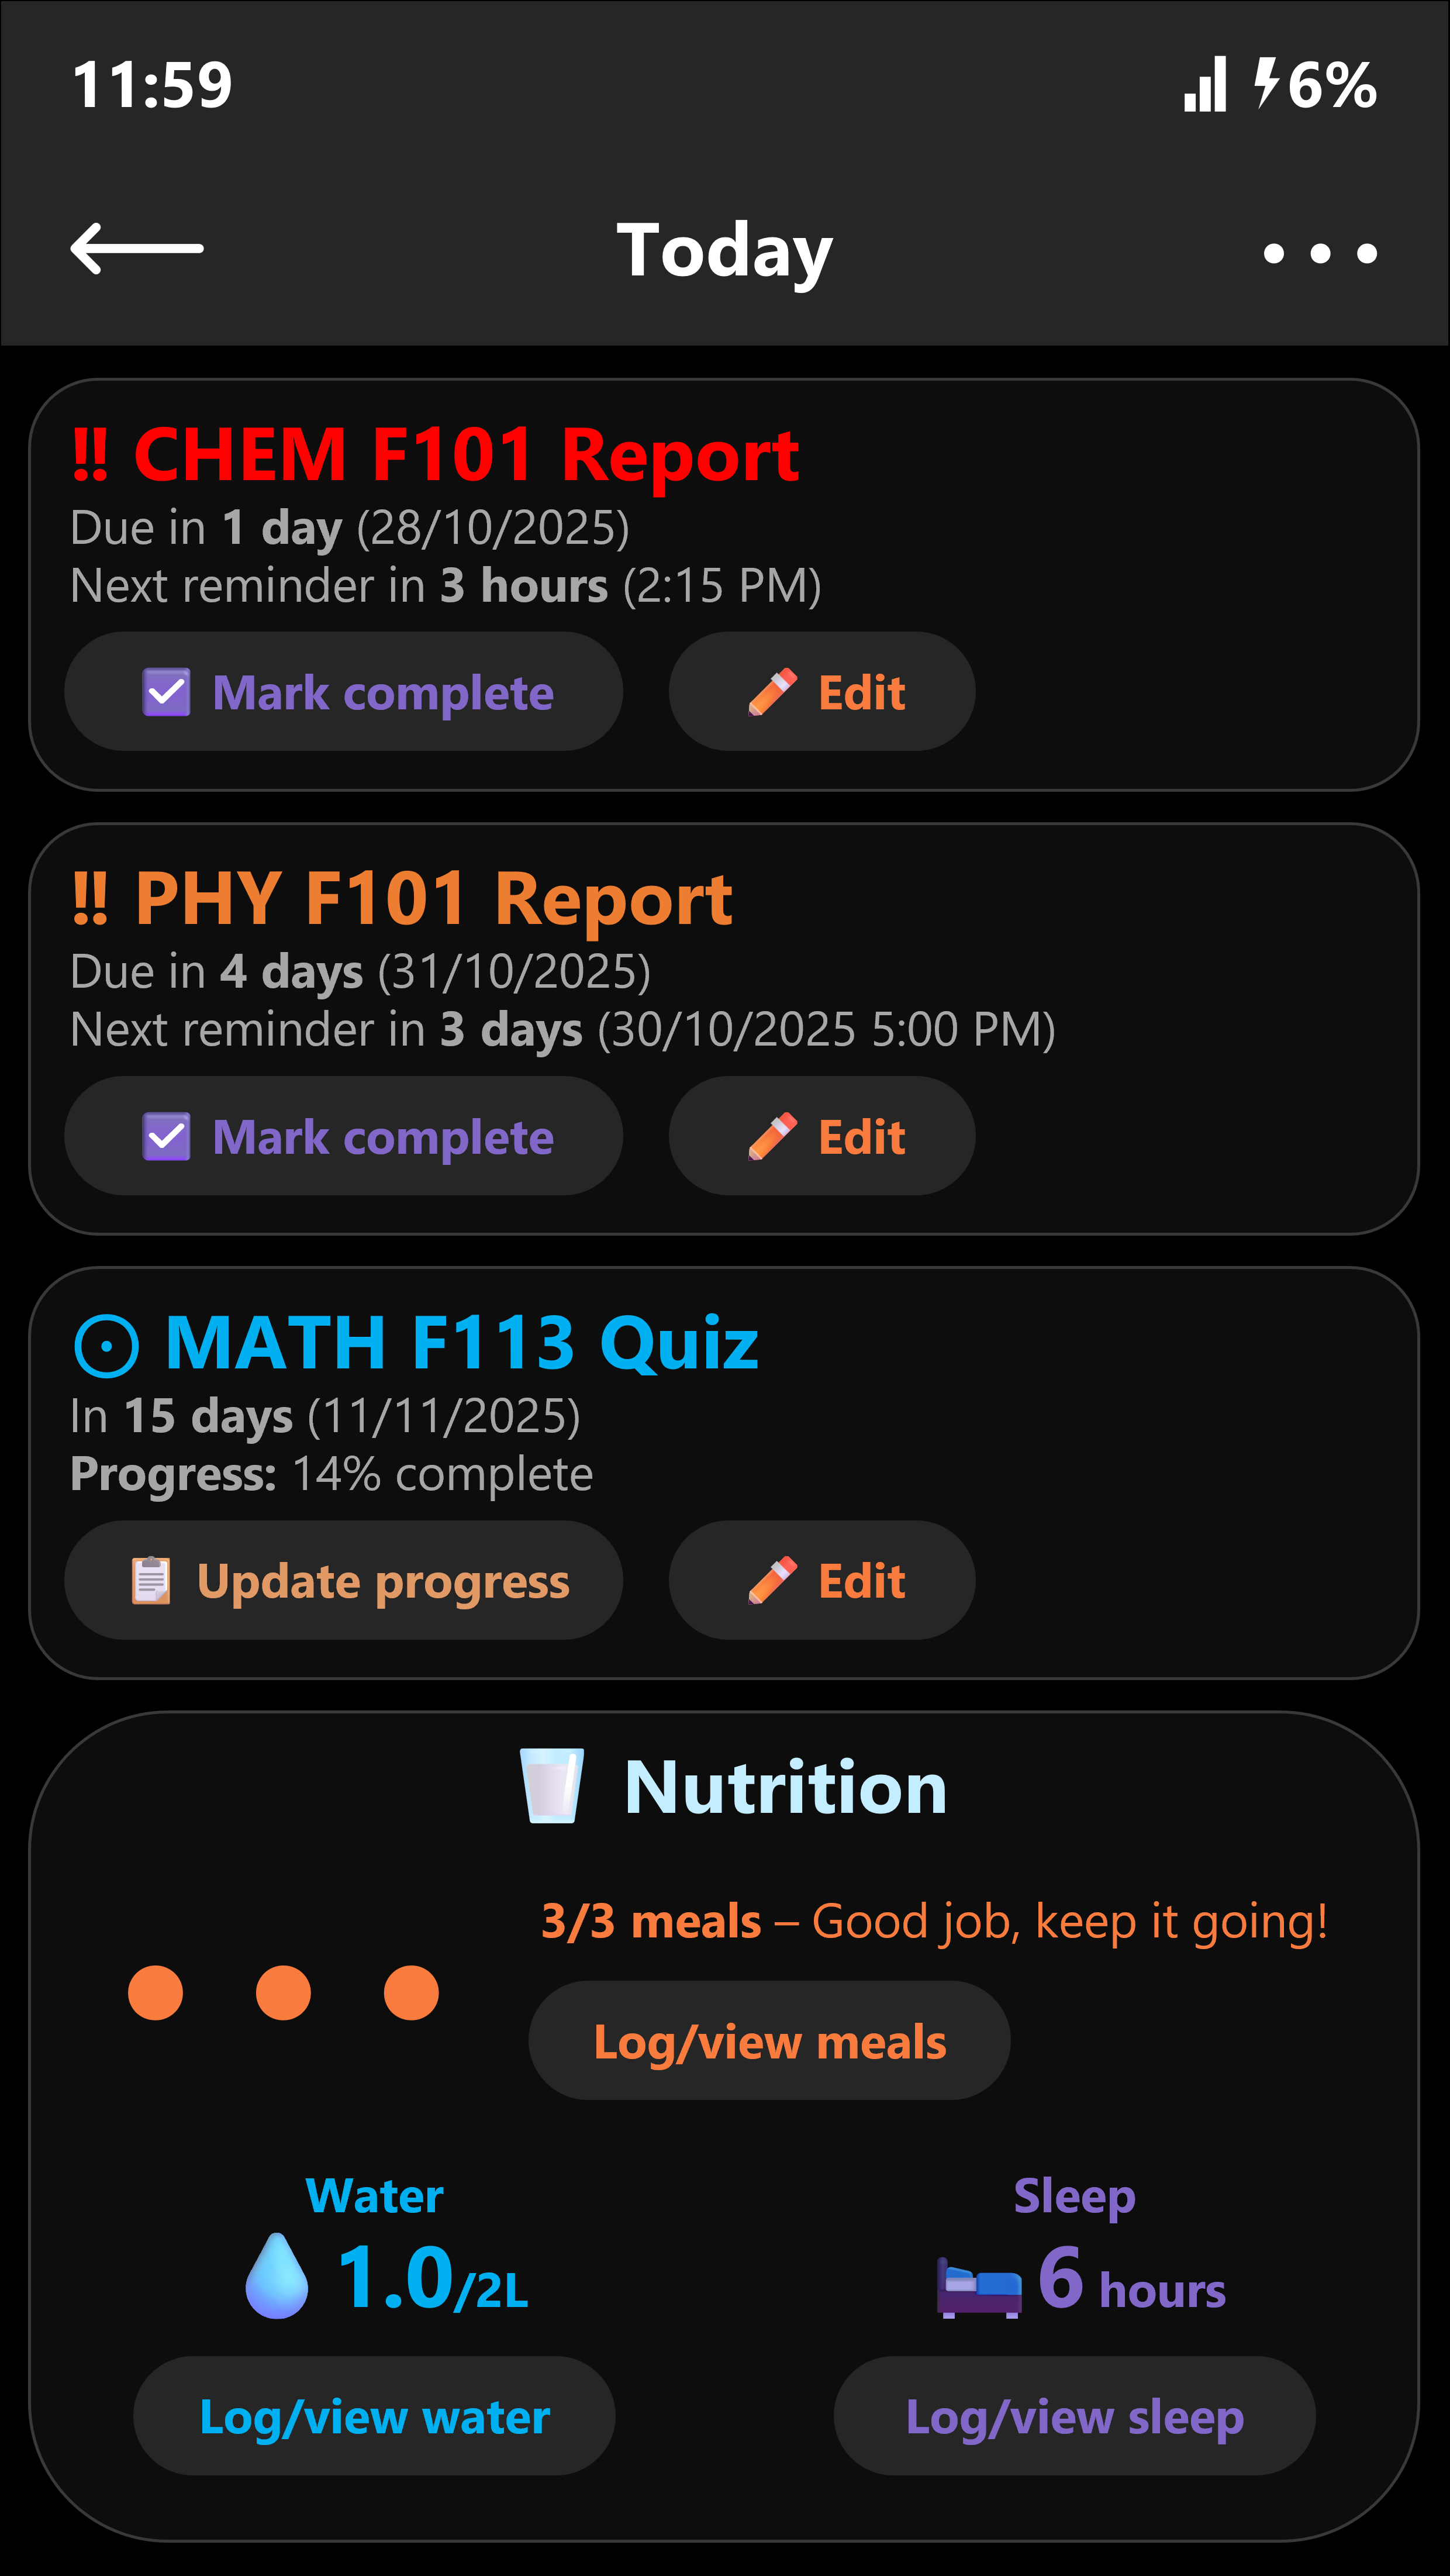 11:59 6%
Today
‼ CHEM F101 Report
Due in 1 day (28/10/2025)
Next reminder in 3 hours (2:15 PM)
Mark complete Edit
‼ PHY F101 Report
Due in 4 days (31/10/2025)
Next reminder in 3 days (30/10/2025 5:00 PM)
Mark complete Edit
MATH F113 Quiz
In 15 days (11/11/2025)
Progress: 14% complete
Update progress Edit
Nutrition
3/3 meals – Good job, keep it going!
Log/view meals
Water Sleep
1.0/2L 6 hours
Log/view water Log/view sleep